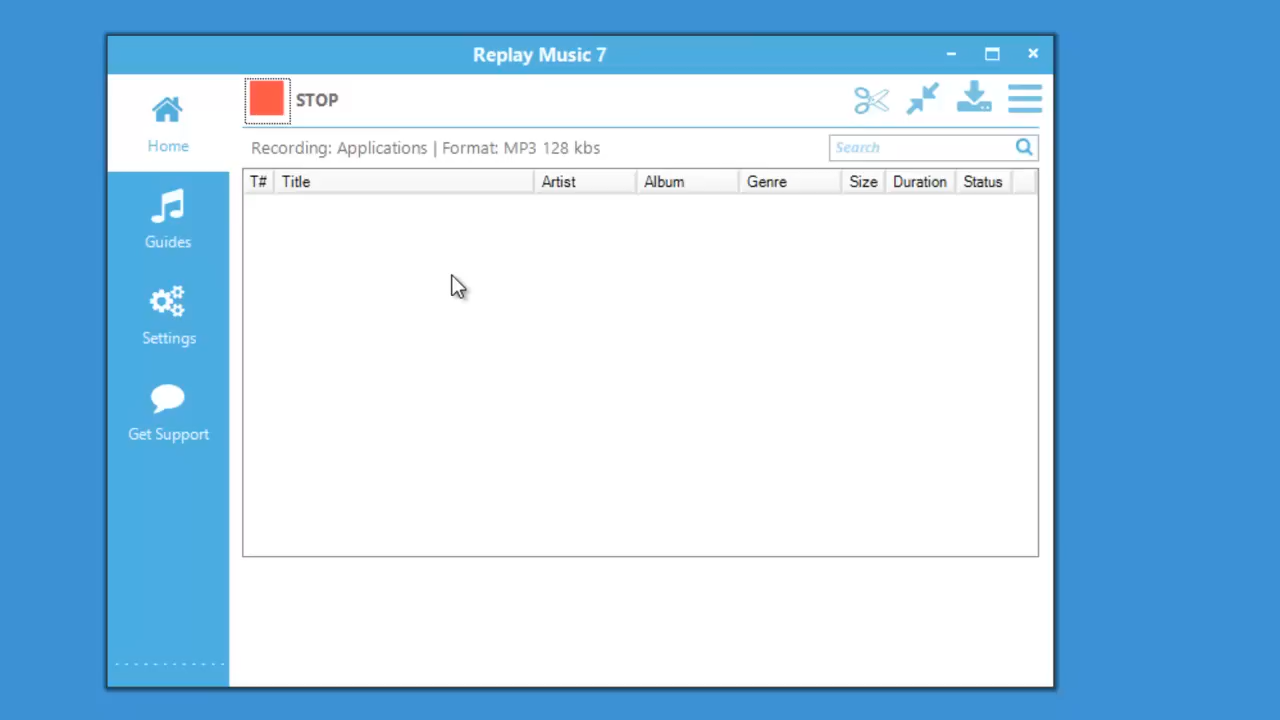 Replay Music 7
STOP
Home
Recording: Applications | Format: MP3 128 kbs
Search
T# Title Artist Album Genre Size Duration Status
Guides
Settings
Get Support